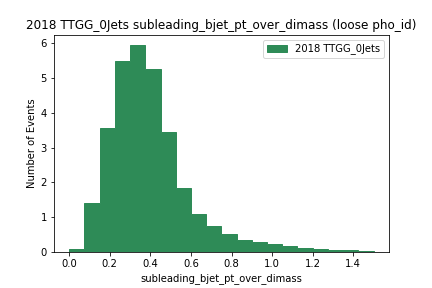 2018 TTGG_0Jets subleading_bjet_pt_over_dimass (loose pho_id)
2018 TTGG_0Jets
Number of Events
6
5
4
3
2
1
0
0.0 0.2 0.4 0.6 0.8 1.0 1.2 1.4
subleading_bjet_pt_over_dimass